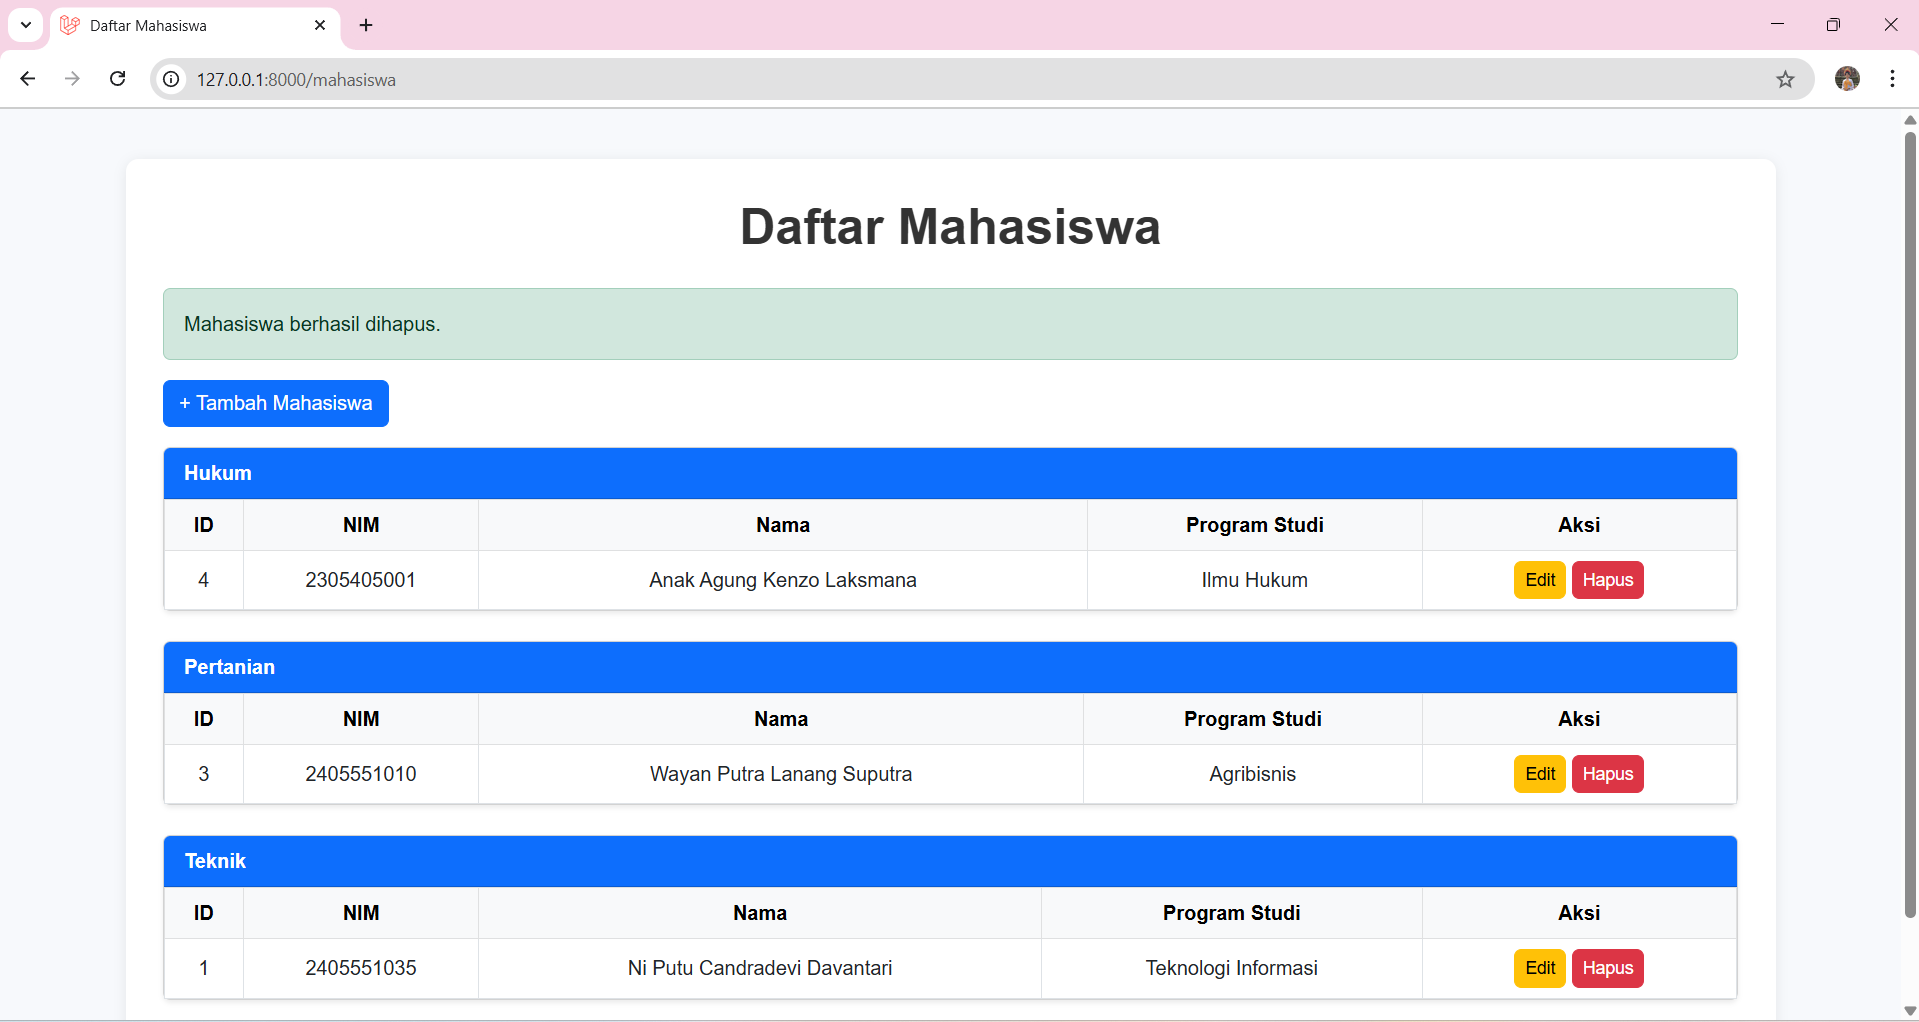 Daftar Mahasiswa
127.0.0.1:8000/mahasiswa
Daftar Mahasiswa
Mahasiswa berhasil dihapus.
+ Tambah Mahasiswa
Hukum
ID NIM Nama Program Studi Aksi
4 2305405001 Anak Agung Kenzo Laksmana Ilmu Hukum Edit Hapus
Pertanian
ID NIM Nama Program Studi Aksi
3 2405551010 Wayan Putra Lanang Suputra Agribisnis Edit Hapus
Teknik
ID NIM Nama Program Studi Aksi
1 2405551035 Ni Putu Candradevi Davantari Teknologi Informasi Edit Hapus